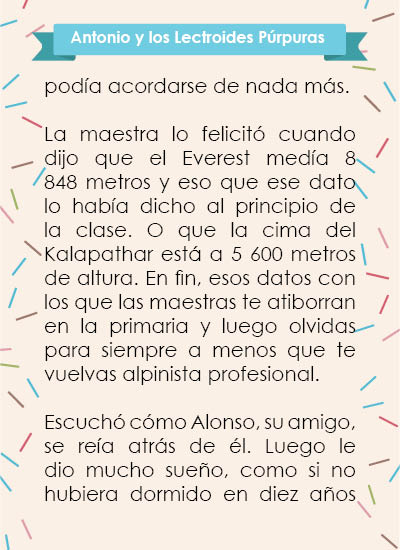 Antonio y los Lectroides Púrpuras
podía acordarse de nada más.
La maestra lo felicitó cuando
dijo que el Everest medía 8
848 metros y eso que ese dato
lo había dicho al principio de
la clase. O que la cima del
Kalapathar está a 5 600 metros
de altura. En fin, esos datos con
los que las maestras te atiborran
en la primaria y luego olvidas
para siempre a menos que te
vuelvas alpinista profesional.
Escuchó cómo Alonso, su amigo,
se reía atrás de él. Luego le
dio mucho sueño, como si no
hubiera dormido en diez años